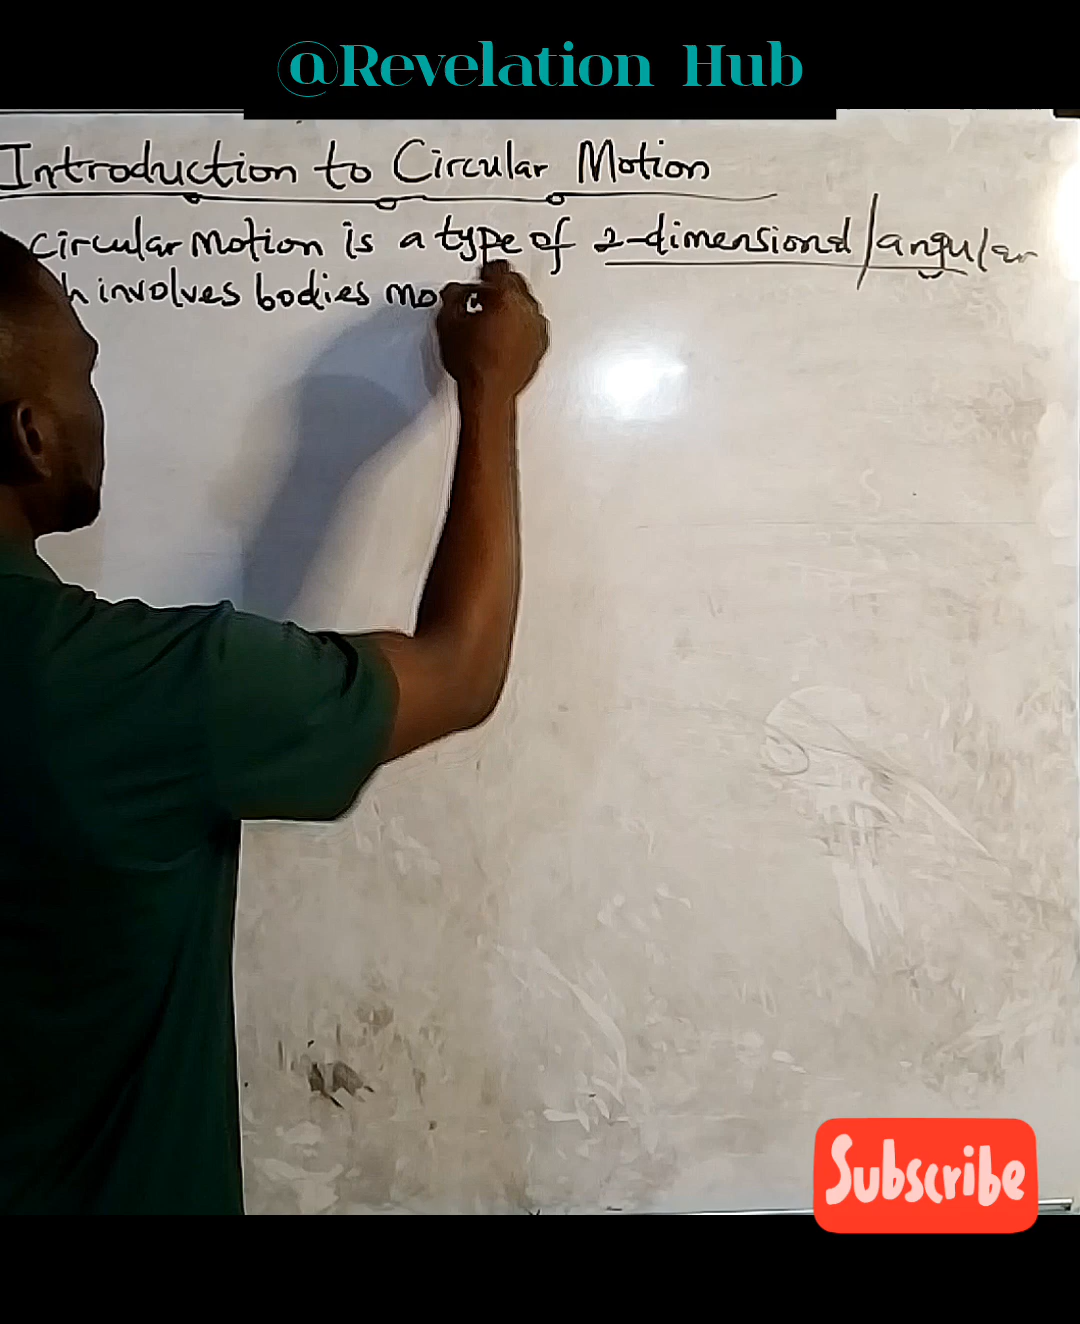 @Revelation Hub
Introduction to Circular Motion
circular Motion is a type of 2-dimensional/angular
involves bodies
Subscribe